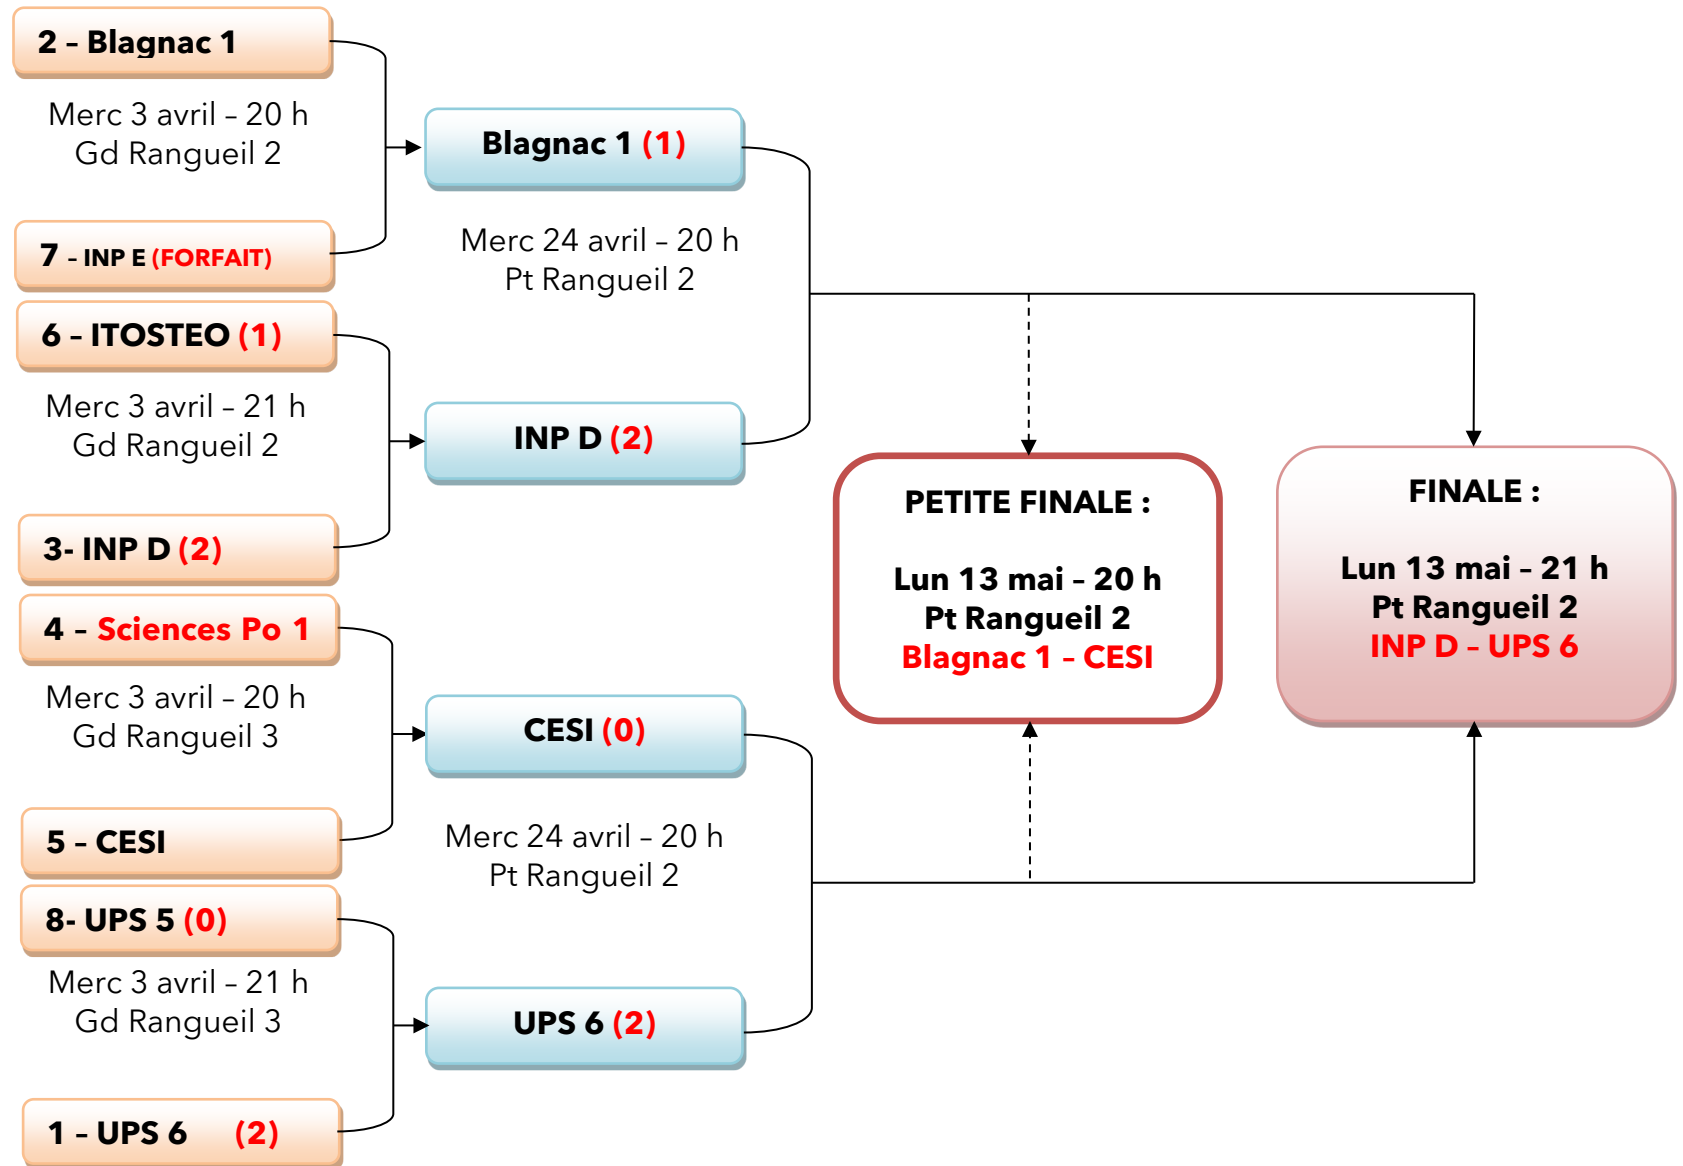 2 – Blagnac 1
Merc 3 avril – 20 h
Gd Rangueil 2
7 – INP E (FORFAIT)
6 – ITOSTEO (1)
Merc 3 avril – 21 h
Gd Rangueil 2
3- INP D (2)
4 – Sciences Po 1
Merc 3 avril – 20 h
Gd Rangueil 3
5 – CESI
8- UPS 5 (0)
Merc 3 avril – 21 h
Gd Rangueil 3
1 – UPS 6 (2)
Blagnac 1 (1)
Merc 24 avril – 20 h
Pt Rangueil 2
INP D (2)
CESI (0)
Merc 24 avril – 20 h
Pt Rangueil 2
UPS 6 (2)
PETITE FINALE :
Lun 13 mai – 20 h
Pt Rangueil 2
Blagnac 1 – CESI
FINALE :
Lun 13 mai – 21 h
Pt Rangueil 2
INP D – UPS 6